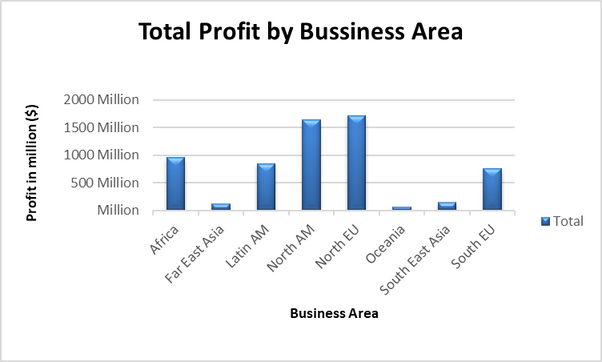 Total Profit by Bussiness Area
Profit in million ($)
2000 Million
1500 Million
1000 Million
500 Million
Million
Africa
Far East Asia
Latin AM
North AM
North EU
Oceania
South East Asia
South EU
Total
Business Area